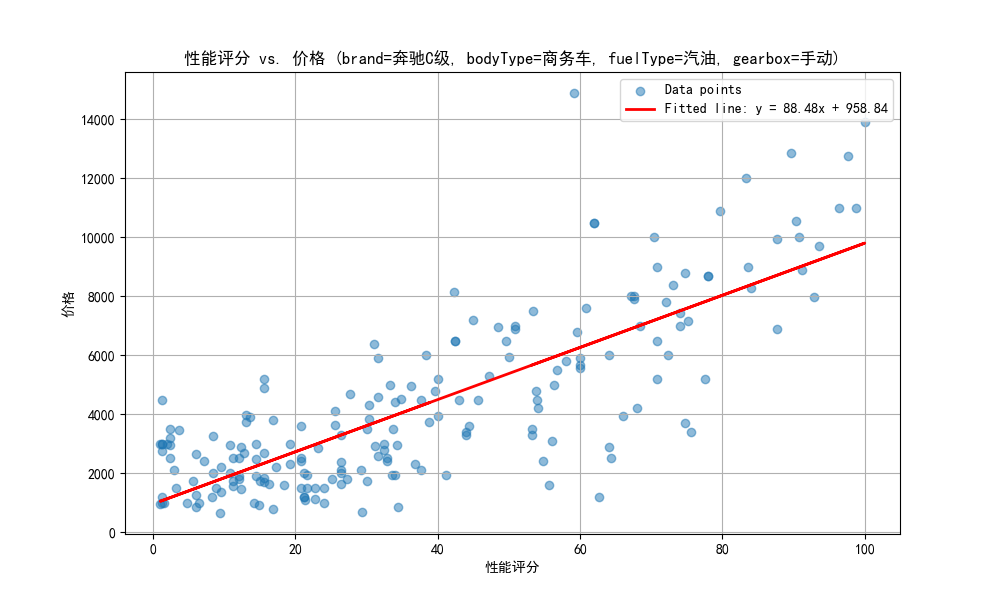 性能评分 vs. 价格 (brand=奔驰C级, bodyType=商务车, fuelType=汽油, gearbox=手动)
Data points
Fitted line: y = 88.48x + 958.84
14000
12000
10000
8000
6000
4000
2000
0
价格
0 20 40 60 80 100
性能评分